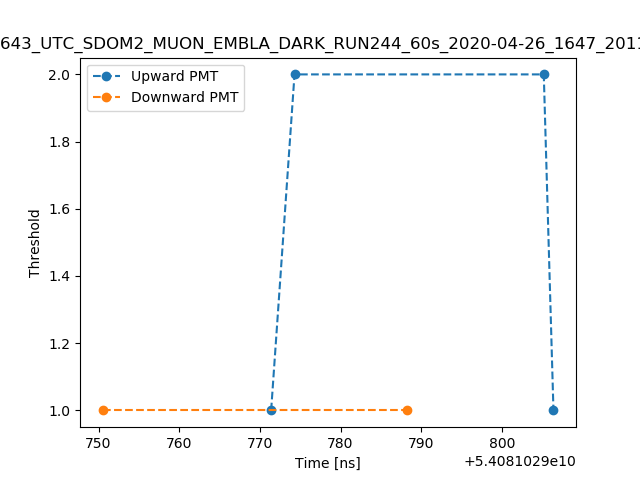 643_UTC_SDOM2_MUON_EMBLA_DARK_RUN244_60s_2020-04-26_1647_2011
Upward PMT
Downward PMT
2.0
1.8
1.6
1.4
1.2
1.0
Threshold
750 760 770 780 790 800
Time [ns]
+5.4081029e10